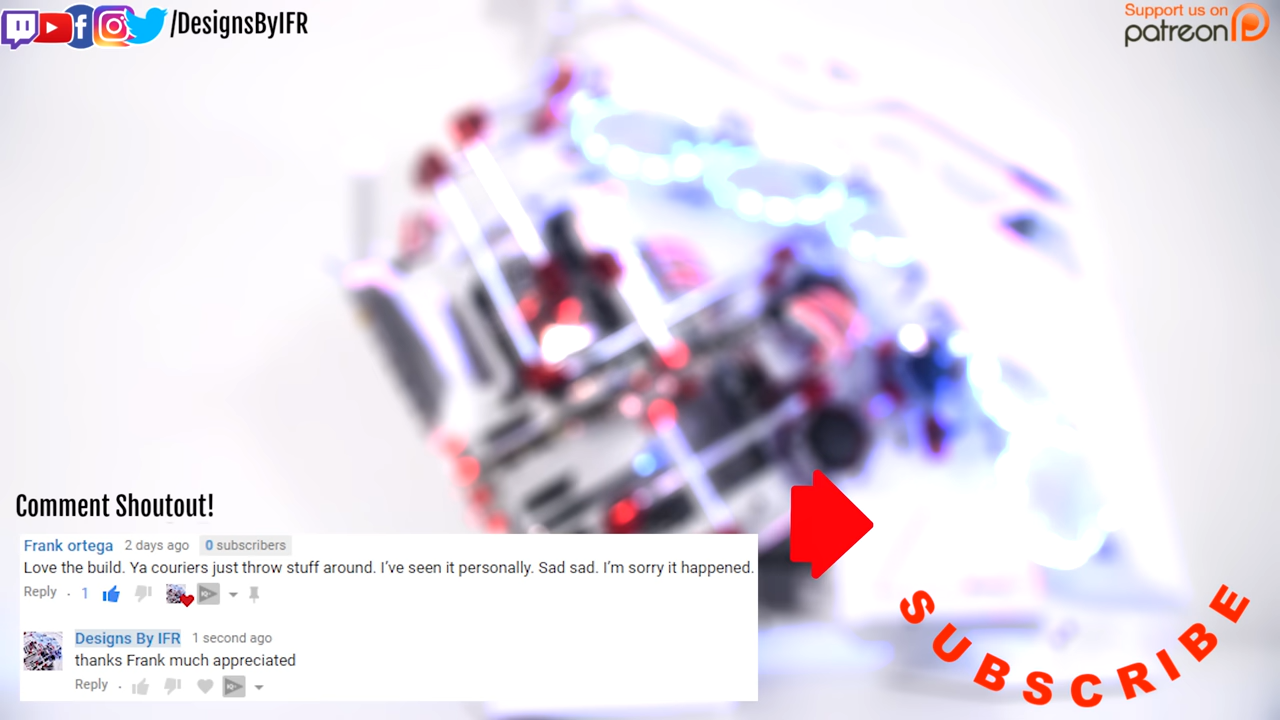 /DesignsByIFR
Support us on
patreon
Comment Shoutout!
Frank ortega 2 days ago 0 subscribers
Love the build. Ya couriers just throw stuff around. I've seen it personally. Sad sad. I'm sorry it happened.
Reply · 1
Designs By IFR 1 second ago
thanks Frank much appreciated
Reply ·
SUBSCRIBE